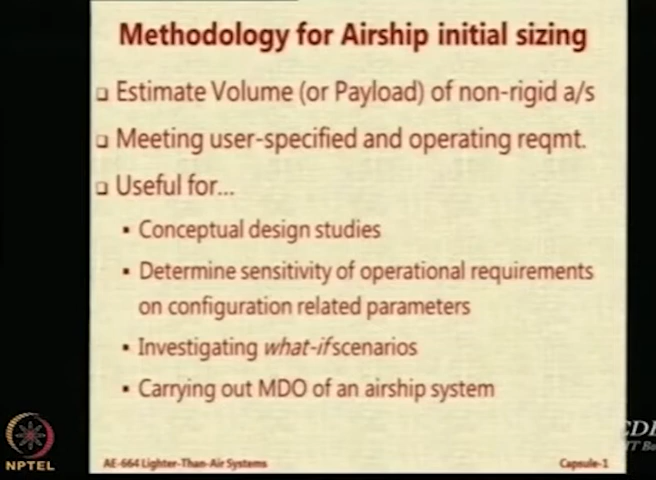 Methodology for Airship initial sizing
Estimate Volume (or Payload) of non-rigid a/s
Meeting user-specified and operating reqmt.
Useful for...
Conceptual design studies
Determine sensitivity of operational requirements
on configuration related parameters
Investigating what-if scenarios
Carrying out MDO of an airship system
NPTEL
AE-664 Lighter-Than-Air Systems
Capsule-1